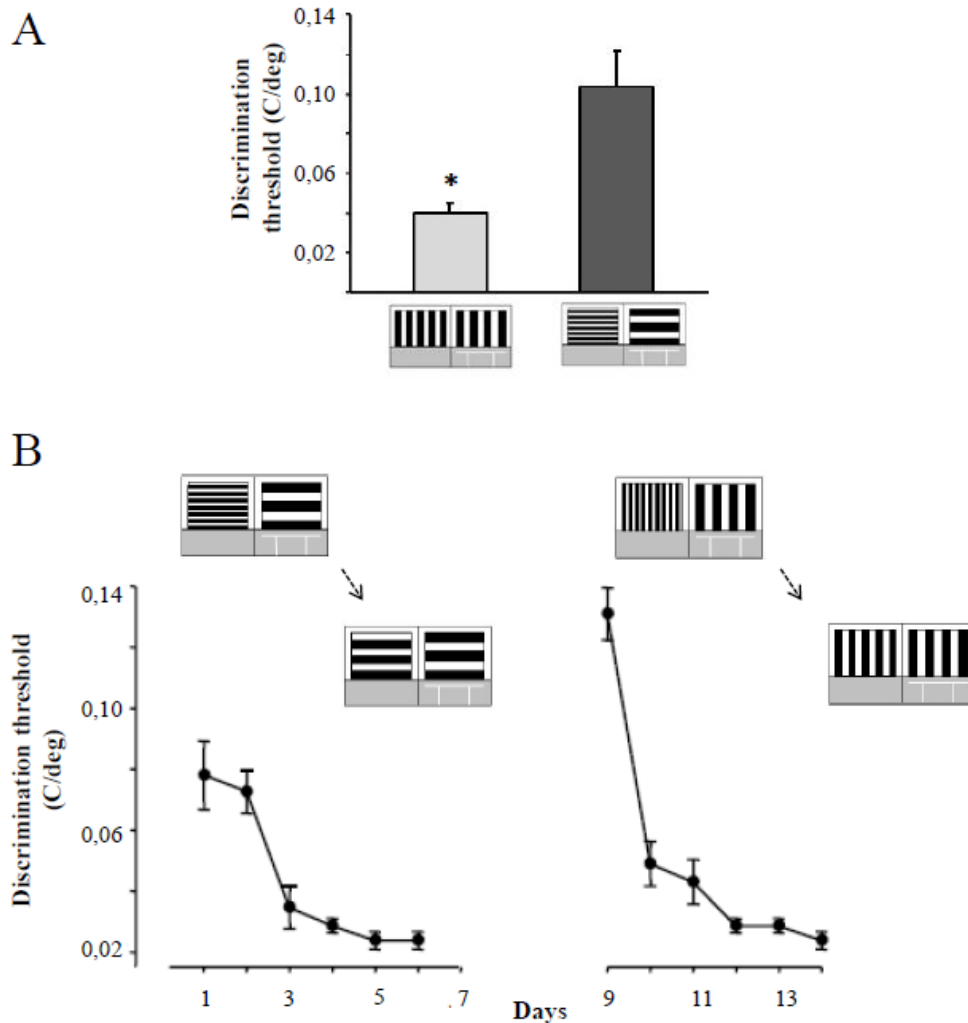 A
Discrimination
threshold (C/deg)
0,14
0,10
0,06
0,02
*
B
Discrimination threshold
(C/deg)
0,14
0,10
0,06
0,02
1 3 5 .7 9 11 13
Days